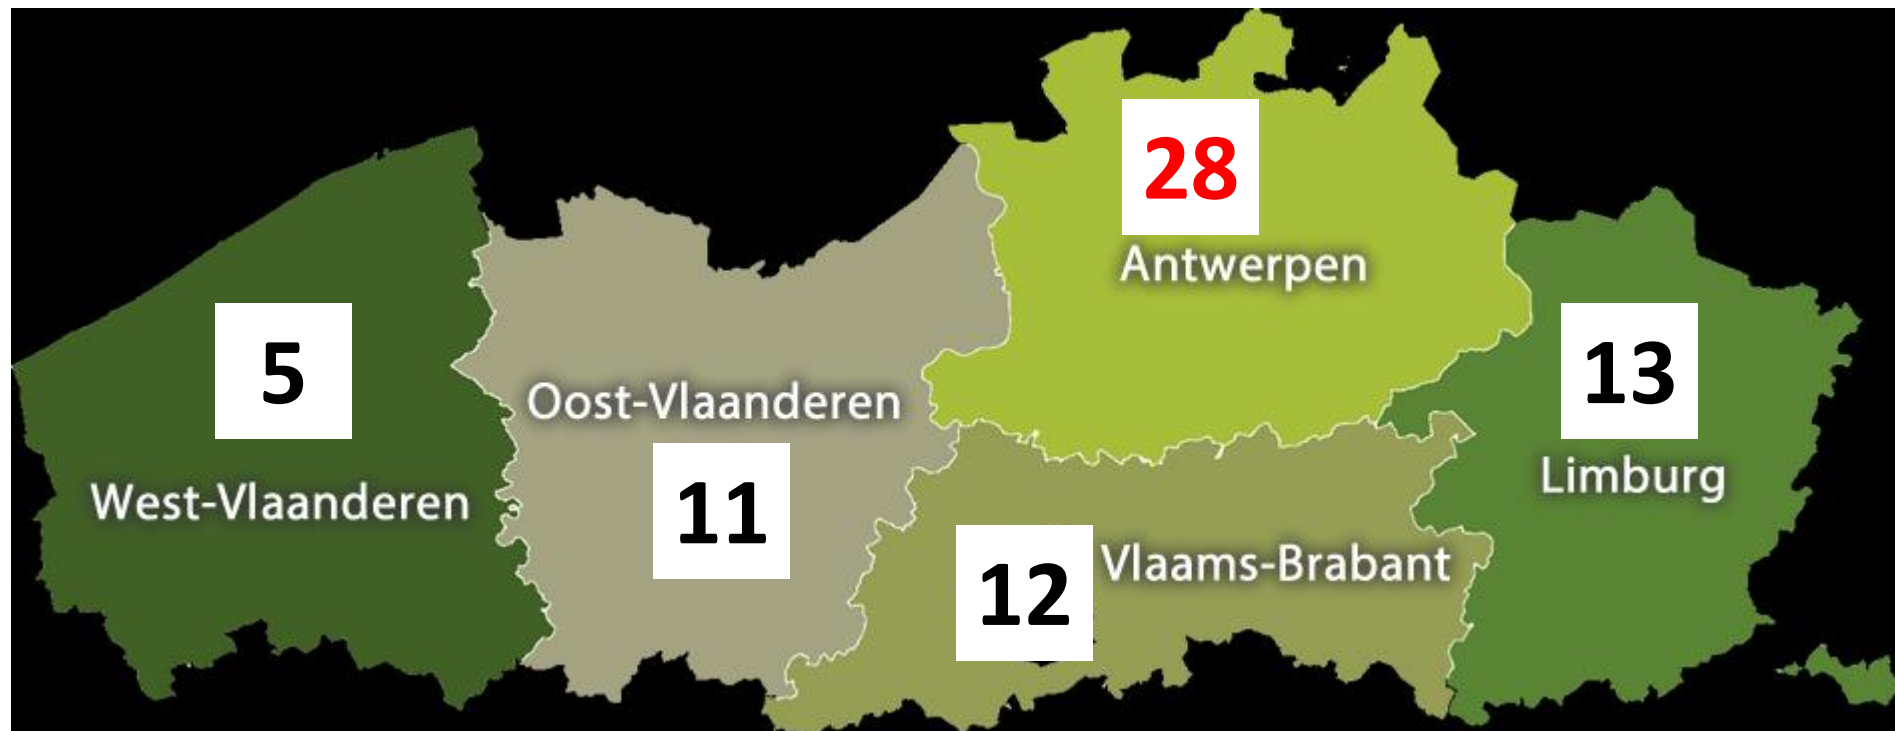 28
Antwerpen
5
13
Oost-Vlaanderen
West-Vlaanderen
11
Limburg
12
Vlaams-Brabant